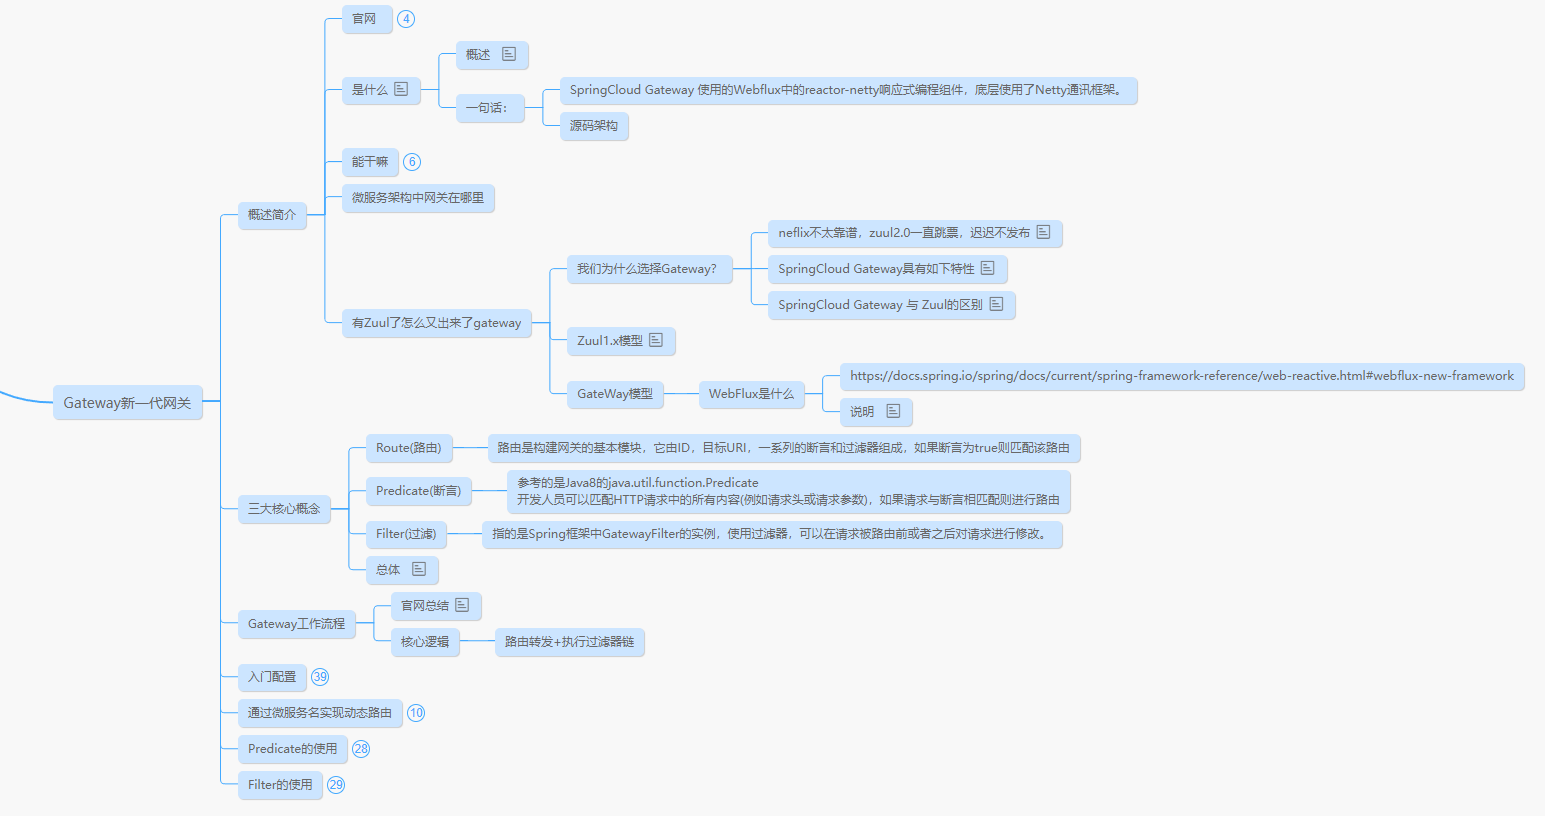 官网
4
概述
是什么
一句话：
SpringCloud Gateway 使用的Webflux中的reactor-netty响应式编程组件，底层使用了Netty通讯框架。
源码架构
能干嘛
6
微服务架构中网关在哪里
概述简介
neflix不太靠谱，zuul2.0一直跳票，迟迟不发布
我们为什么选择Gateway?
SpringCloud Gateway具有如下特性
SpringCloud Gateway 与 Zuul的区别
有Zuul了怎么又出来了gateway
Zuul1.x模型
GateWay模型
WebFlux是什么
https://docs.spring.io/spring/docs/current/spring-framework-reference/web-reactive.html#webflux-new-framework
说明
Gateway新一代网关
Route(路由)
路由是构建网关的基本模块，它由ID，目标URI，一系列的断言和过滤器组成，如果断言为true则匹配该路由
Predicate(断言)
参考的是Java8的java.util.function.Predicate
开发人员可以匹配HTTP请求中的所有内容(例如请求头或请求参数)，如果请求与断言相匹配则进行路由
三大核心概念
Filter(过滤)
指的是Spring框架中GatewayFilter的实例，使用过滤器，可以在请求被路由前或者之后对请求进行修改。
总体
官网总结
Gateway工作流程
核心逻辑
路由转发+执行过滤器链
入门配置
39
通过微服务名实现动态路由
10
Predicate的使用
28
Filter的使用
29